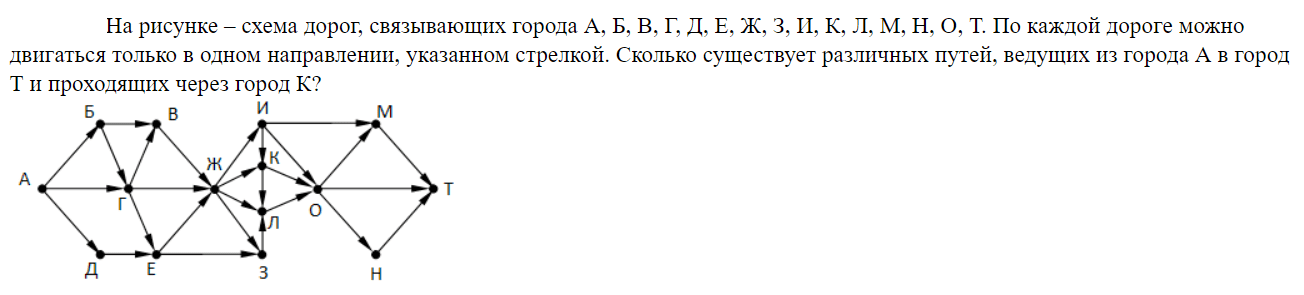 На рисунке – схема дорог, связывающих города А, Б, В, Г, Д, Е, Ж, З, И, К, Л, М, Н, О, Т. По каждой дороге можно
двигаться только в одном направлении, указанном стрелкой. Сколько существует различных путей, ведущих из города А в город
Т и проходящих через город К?
Б В И М
Ж К
А Т
Г Л О
Д Е З Н